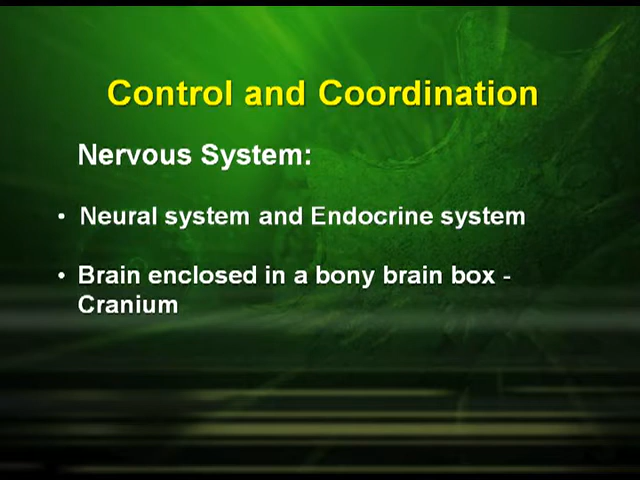 Control and Coordination
Nervous System:
• Neural system and Endocrine system
• Brain enclosed in a bony brain box -
Cranium